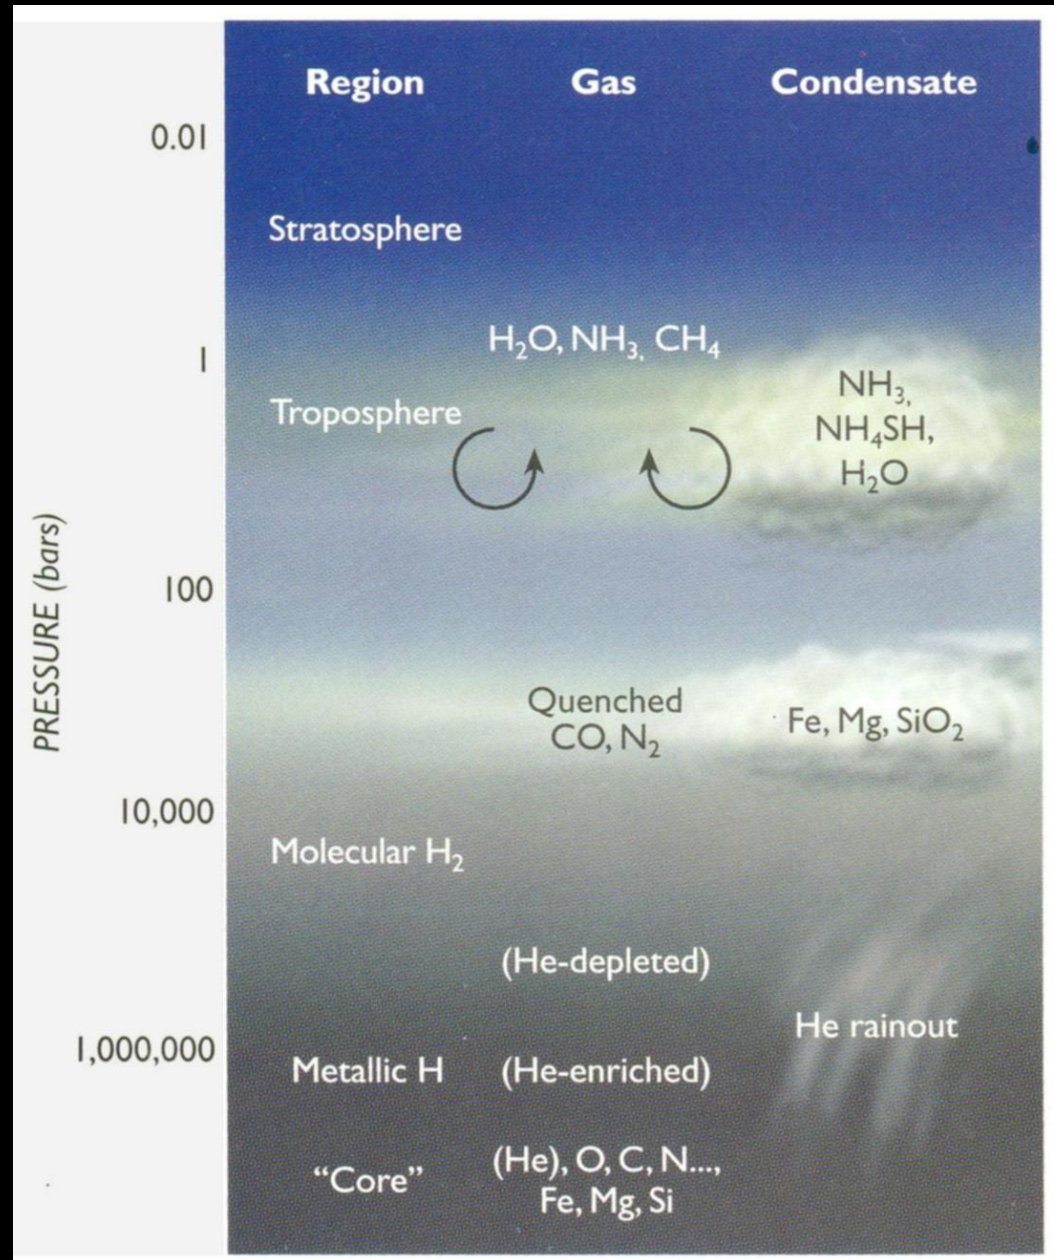 Region Gas Condensate
0.01
Stratosphere
H₂O, NH₃, CH₄
1
NH₃,
Troposphere
NH₄SH,
H₂O
PRESSURE (bars)
100
Quenched
CO, N₂
Fe, Mg, SiO₂
10,000
Molecular H₂
(He-depleted)
He rainout
1,000,000
Metallic H (He-enriched)
“Core”
(He), O, C, N...,
Fe, Mg, Si